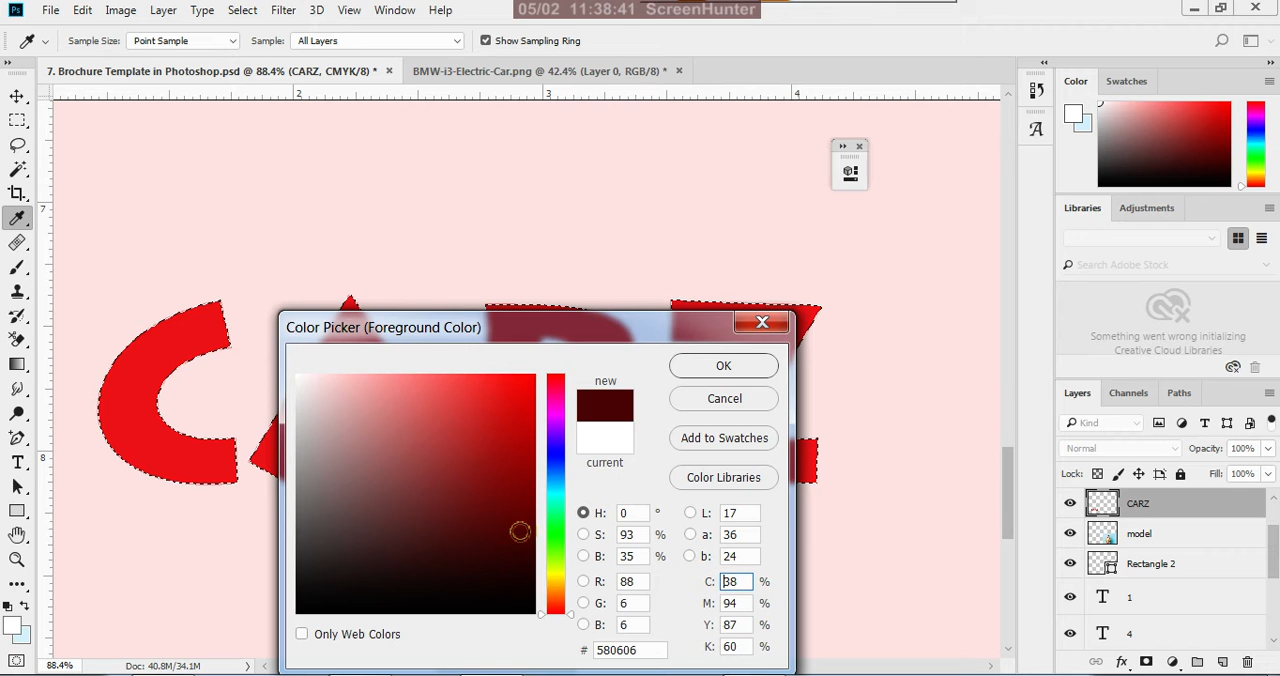 05/02 11:38:41 ScreenHunter
Ps File Edit Image Layer Type Select Filter 3D View Window Help
Sample Size: Point Sample Sample: All Layers Show Sampling Ring
7. Brochure Template in Photoshop.psd @ 88.4% (CARZ, CMYK/8) * × BMW-i3-Electric-Car.png @ 42.4% (Layer 0, RGB/8) * ×
2 3 4
7
8
Color Picker (Foreground Color)
new
current
OK
Cancel
Add to Swatches
Color Libraries
H: 0 ° L: 17
S: 93 % a: 36
B: 35 % b: 24
R: 88 C: 38 %
G: 6 M: 94 %
B: 6 Y: 87 %
# 580606 K: 60 %
Only Web Colors
88.4% Doc: 40.8M/34.1M
Color Swatches
Libraries Adjustments
Search Adobe Stock
Something went wrong initializing
Creative Cloud Libraries
Layers Channels Paths
Kind
Normal Opacity: 100%
Lock: Fill: 100%
CARZ
model
Rectangle 2
T 1
T 4